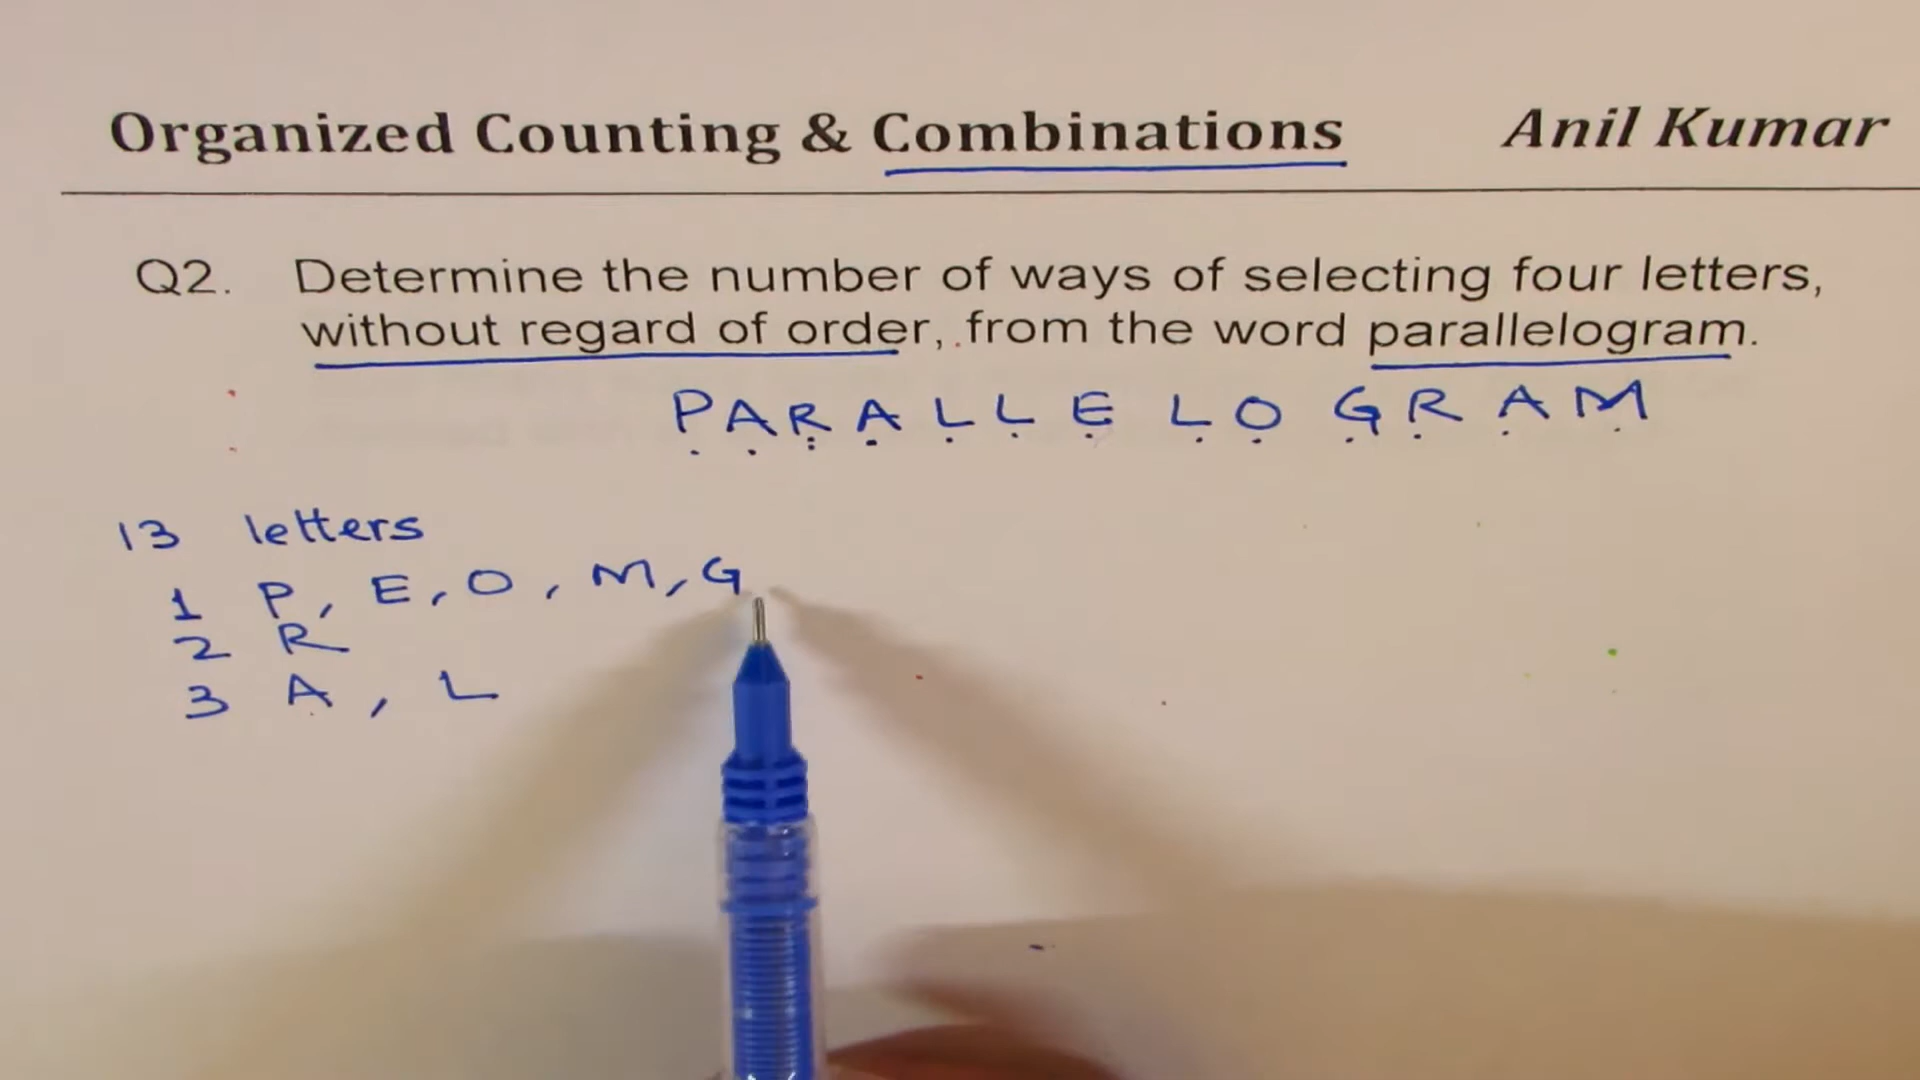 Organized Counting & Combinations Anil Kumar
Q2. Determine the number of ways of selecting four letters,
without regard of order, from the word parallelogram.
P A R A L L E L O G R A M
13 letters
1 P, E, O, M, G
2 R
3 A, L